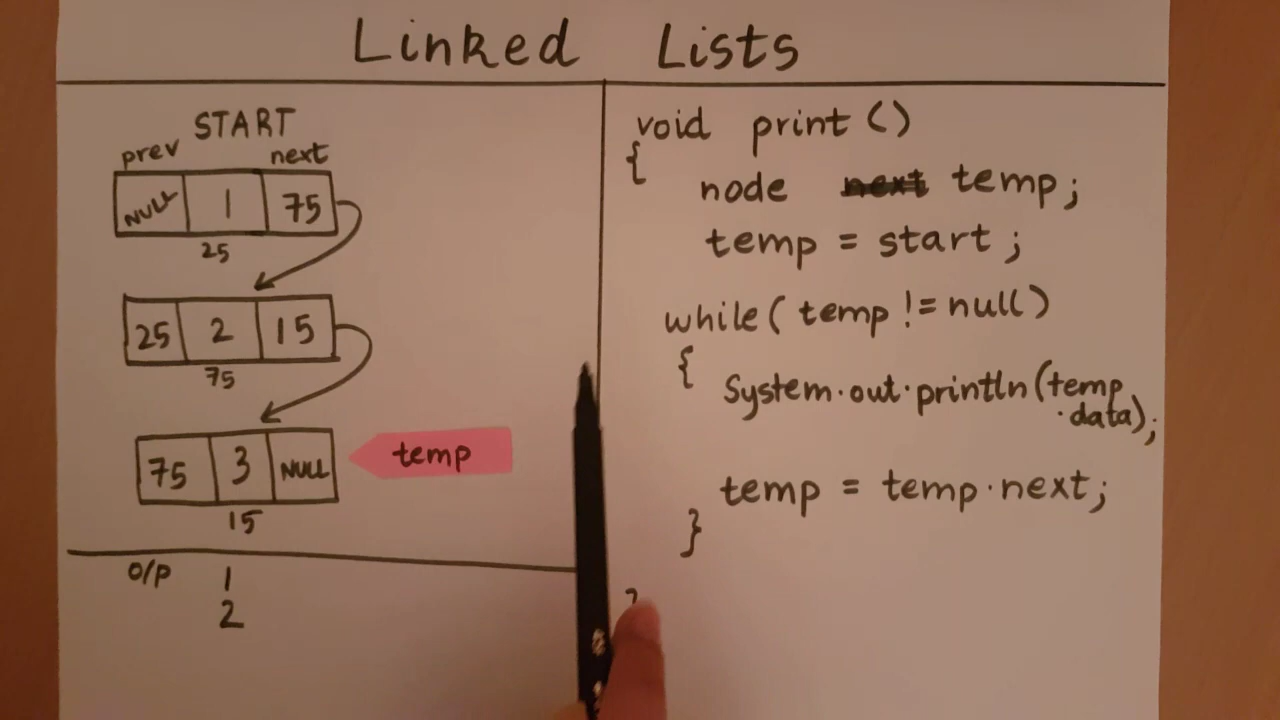 Linked Lists
START
prev next
NULL 1 75
25
25 2 15
75
75 3 NULL
15
temp
O/P 1
2
void print ()
{
node next temp;
temp = start;
while( temp != null)
{ System.out.println(temp
.data);
temp = temp.next;
}